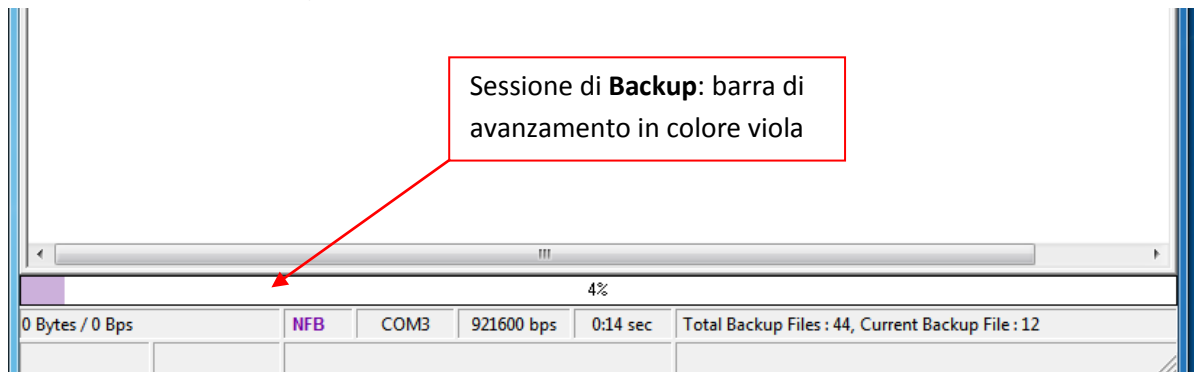 Sessione di Backup: barra di
avanzamento in colore viola
4%
0 Bytes / 0 Bps NFB COM3 921600 bps 0:14 sec Total Backup Files : 44, Current Backup File : 12